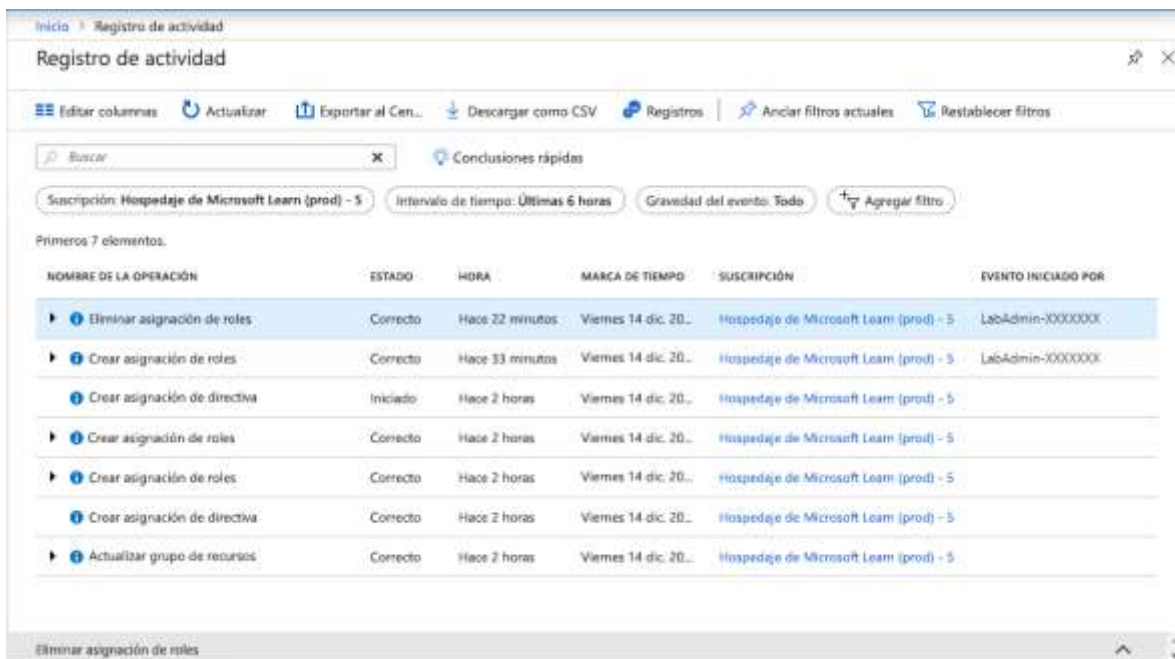 Inicio > Registro de actividad
Registro de actividad
Editar columnas Actualizar Exportar al Cen... Descargar como CSV Registros Anclar filtros actuales Restablecer filtros
Buscar Conclusiones rápidas
Suscripción: Hospedaje de Microsoft Learn (prod) - 5 Intervalo de tiempo: Últimas 6 horas Gravedad del evento: Todo Agregar filtro
Primeros 7 elementos.
NOMBRE DE LA OPERACIÓN ESTADO HORA MARCA DE TIEMPO SUSCRIPCIÓN EVENTO INICIADO POR
Eliminar asignación de roles Correcto Hace 22 minutos Viernes 14 dic. 20... Hospedaje de Microsoft Learn (prod) - 5 LabAdmin-XXXXXXX
Crear asignación de roles Correcto Hace 33 minutos Viernes 14 dic. 20... Hospedaje de Microsoft Learn (prod) - 5 LabAdmin-XXXXXXX
Crear asignación de directiva Iniciado Hace 2 horas Viernes 14 dic. 20... Hospedaje de Microsoft Learn (prod) - 5
Crear asignación de roles Correcto Hace 2 horas Viernes 14 dic. 20... Hospedaje de Microsoft Learn (prod) - 5
Crear asignación de roles Correcto Hace 2 horas Viernes 14 dic. 20... Hospedaje de Microsoft Learn (prod) - 5
Crear asignación de directiva Correcto Hace 2 horas Viernes 14 dic. 20... Hospedaje de Microsoft Learn (prod) - 5
Actualizar grupo de recursos Correcto Hace 2 horas Viernes 14 dic. 20... Hospedaje de Microsoft Learn (prod) - 5
Eliminar asignación de roles